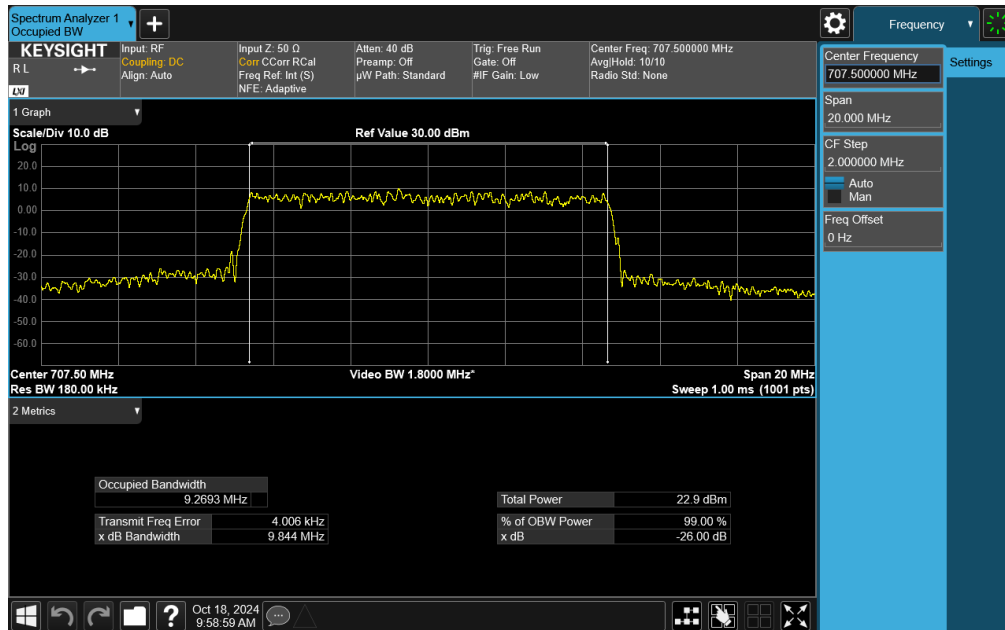 Spectrum Analyzer 1
Occupied BW
+
Frequency
KEYSIGHT
R L
LXI
Input: RF
Coupling: DC
Align: Auto
Input Z: 50 Ω
Corr CCorr RCal
Freq Ref: Int (S)
NFE: Adaptive
Atten: 40 dB
Preamp: Off
µW Path: Standard
Trig: Free Run
Gate: Off
#IF Gain: Low
Center Freq: 707.500000 MHz
Avg|Hold: 10/10
Radio Std: None
Center Frequency
707.500000 MHz
Settings
Span
20.000 MHz
CF Step
2.000000 MHz
Auto
Man
Freq Offset
0 Hz
1 Graph
Scale/Div 10.0 dB
Ref Value 30.00 dBm
Log
20.0
10.0
0.00
-10.0
-20.0
-30.0
-40.0
-50.0
-60.0
Center 707.50 MHz
Video BW 1.8000 MHz*
Span 20 MHz
Res BW 180.00 kHz
Sweep 1.00 ms (1001 pts)
2 Metrics
Occupied Bandwidth
9.2693 MHz
Total Power 22.9 dBm
Transmit Freq Error 4.006 kHz
% of OBW Power 99.00 %
x dB Bandwidth 9.844 MHz
x dB -26.00 dB
?
Oct 18, 2024
9:58:59 AM